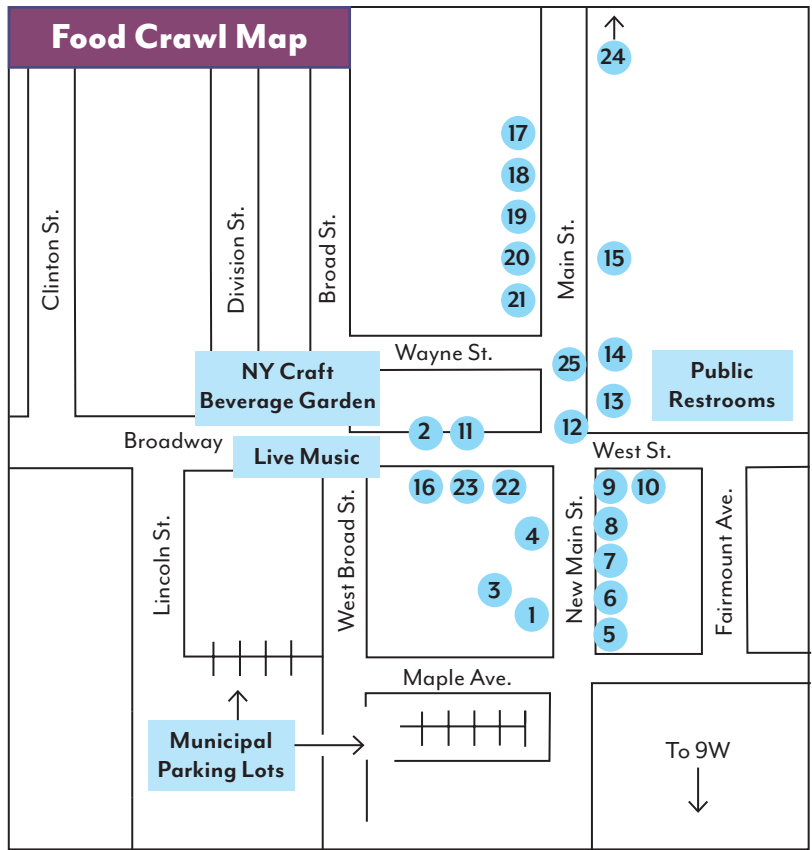 Food Crawl Map
24
17
18
19
20
21
15
Clinton St.
Division St.
Broad St.
Main St.
Wayne St.
25
14
13
NY Craft
Beverage Garden
Public
Restrooms
Broadway
2
11
12
West St.
Live Music
16
23
22
9
10
4
8
7
3
6
1
5
Lincoln St.
West Broad St.
New Main St.
Fairmount Ave.
Maple Ave.
Municipal
Parking Lots
To 9W